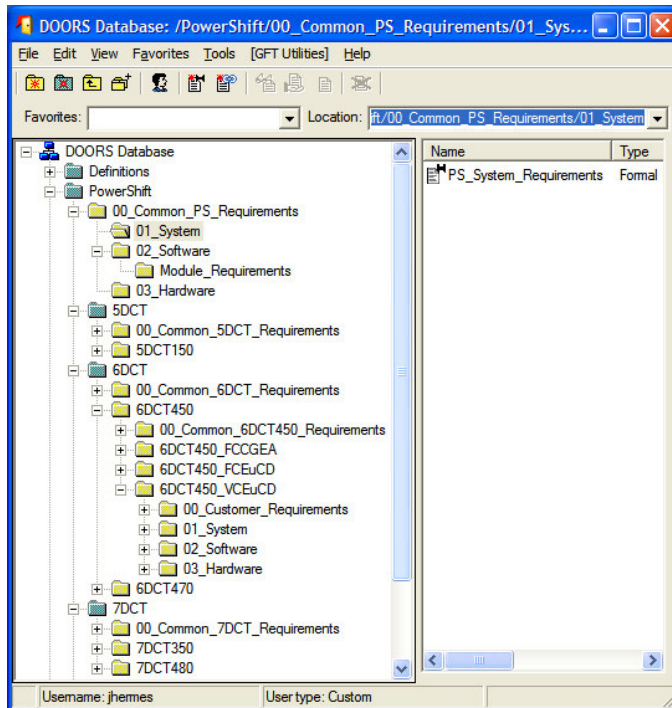 DOORS Database: /PowerShift/00_Common_PS_Requirements/01_Sys...
File Edit View Favorites Tools [GFT Utilities] Help
Favorites: Location: ft/00_Common_PS_Requirements/01_System
DOORS Database
Definitions
PowerShift
00_Common_PS_Requirements
01_System
02_Software
Module_Requirements
03_Hardware
5DCT
00_Common_5DCT_Requirements
5DCT150
6DCT
00_Common_6DCT_Requirements
6DCT450
00_Common_6DCT450_Requirements
6DCT450_FCCGEA
6DCT450_FCEuCD
6DCT450_VCEuCD
00_Customer_Requirements
01_System
02_Software
03_Hardware
6DCT470
7DCT
00_Common_7DCT_Requirements
7DCT350
7DCT480
Name Type
PS_System_Requirements Formal
Username: jhermes User type: Custom